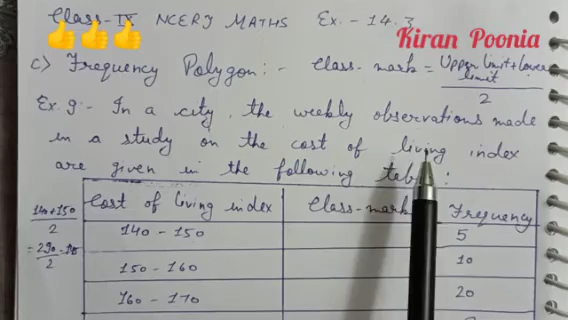 Class-IX NCERT MATHS Ex.-14.3
Kiran Poonia
c) Frequency Polygon:- Class-mark = Upper limit+Lower limit
2
Ex 9:- In a city, the weekly observations made
in a study on the cost of living index
are given in the following
Cost of living index Class-mark Frequency
140 - 150 5
150 - 160 10
160 - 170 20
140+150
2
= 290
2